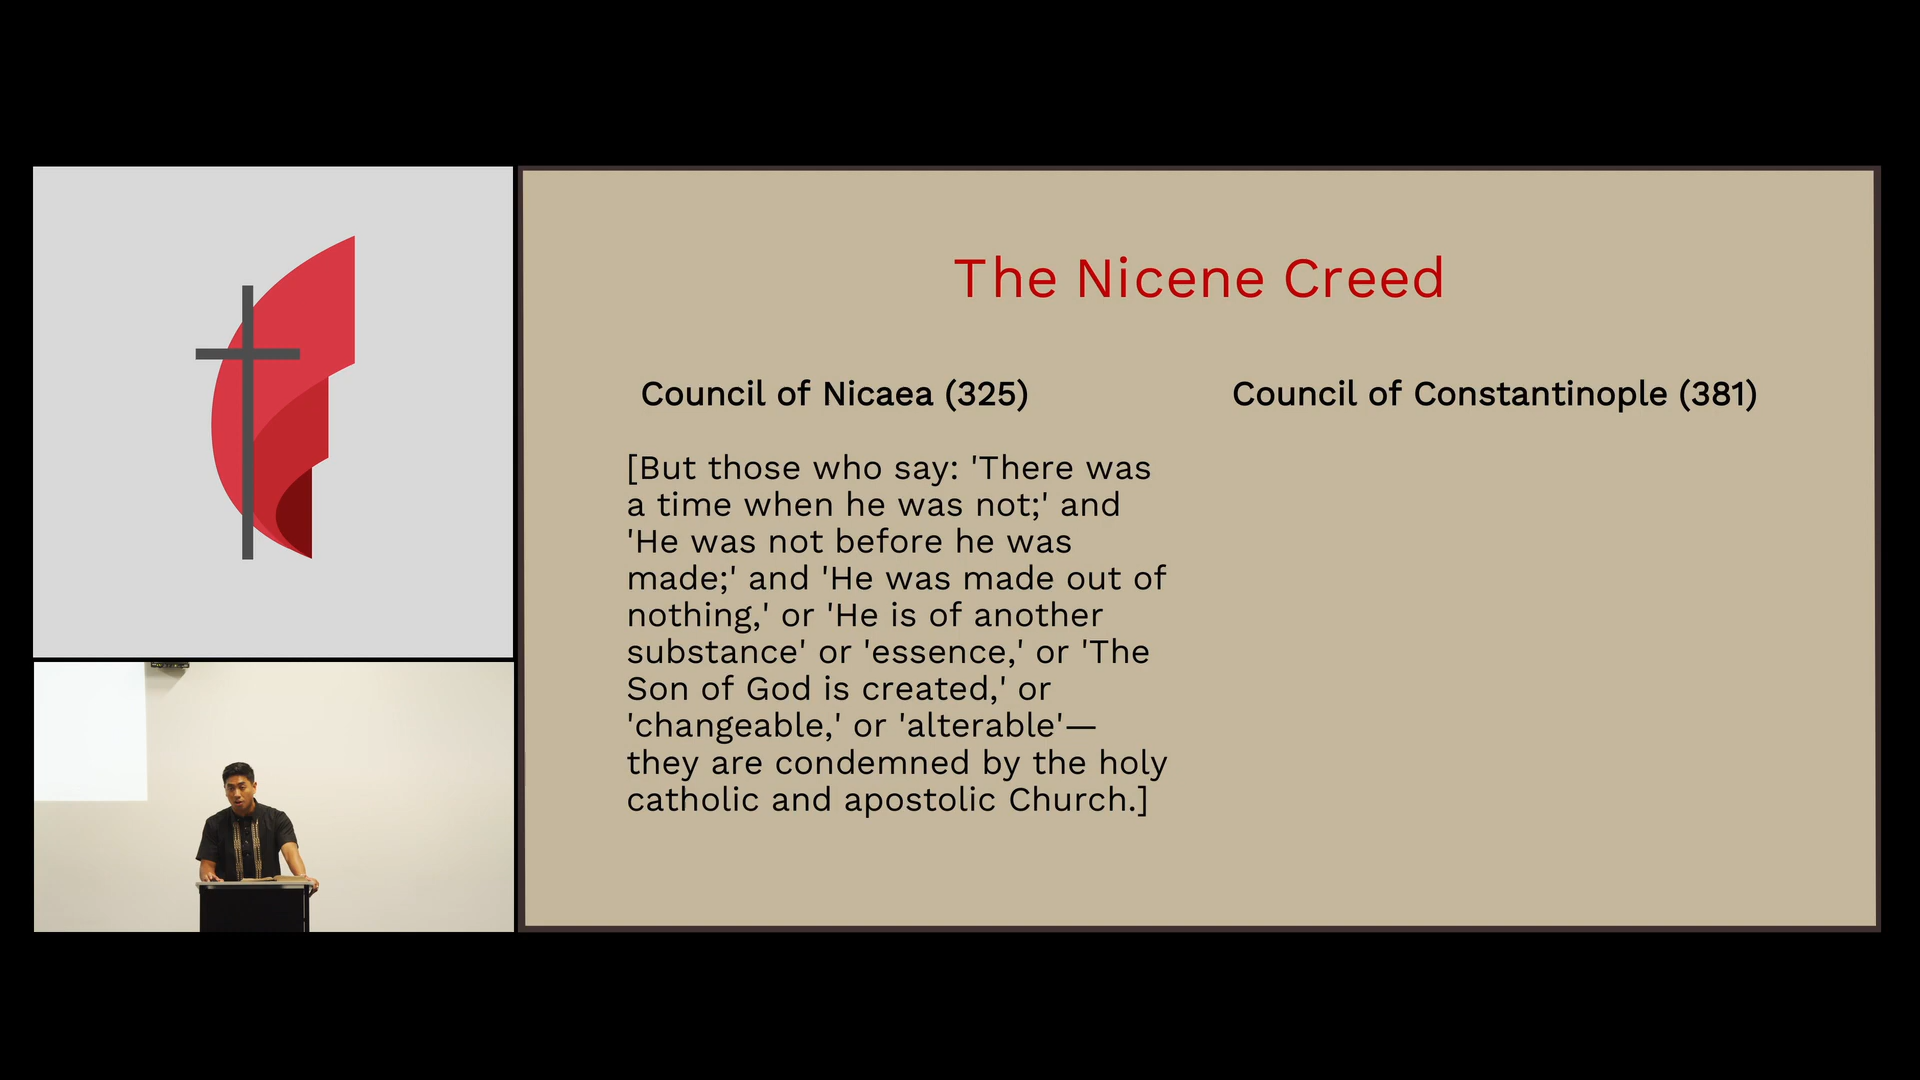 The Nicene Creed
Council of Nicaea (325)
Council of Constantinople (381)
[But those who say: 'There was
a time when he was not;' and
'He was not before he was
made;' and 'He was made out of
nothing,' or 'He is of another
substance' or 'essence,' or 'The
Son of God is created,' or
'changeable,' or 'alterable'—
they are condemned by the holy
catholic and apostolic Church.]